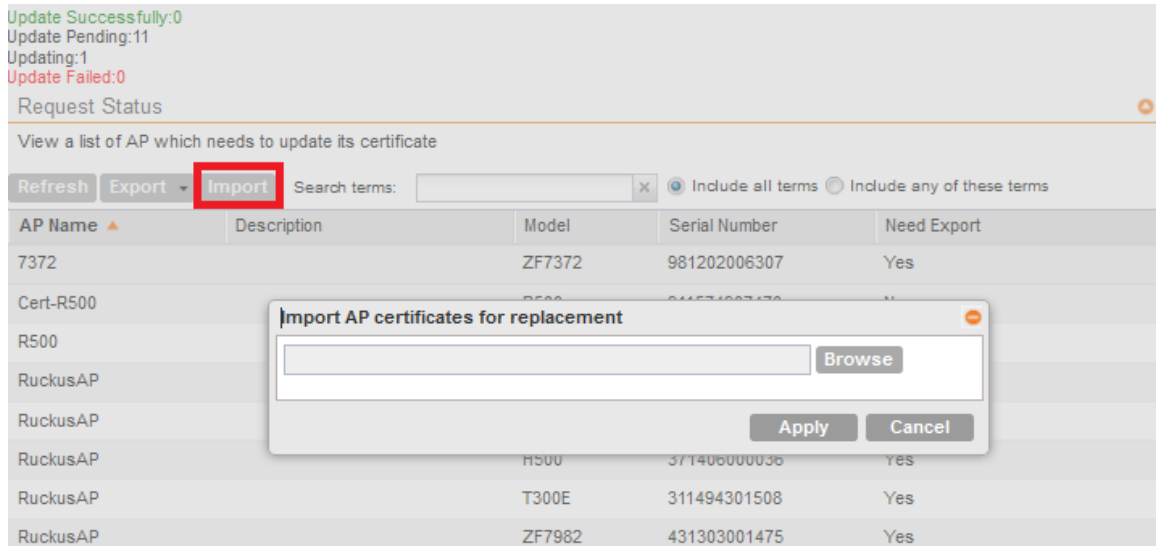 Update Successfully:0
Update Pending:11
Updating:1
Update Failed:0
Request Status
View a list of AP which needs to update its certificate
Refresh Export Import Search terms: Include all terms Include any of these terms
AP Name Description Model Serial Number Need Export
7372 ZF7372 981202006307 Yes
Cert-R500
Import AP certificates for replacement
R500
Browse
RuckusAP
RuckusAP
Apply Cancel
RuckusAP H500 371406000036 Yes
RuckusAP T300E 311494301508 Yes
RuckusAP ZF7982 431303001475 Yes